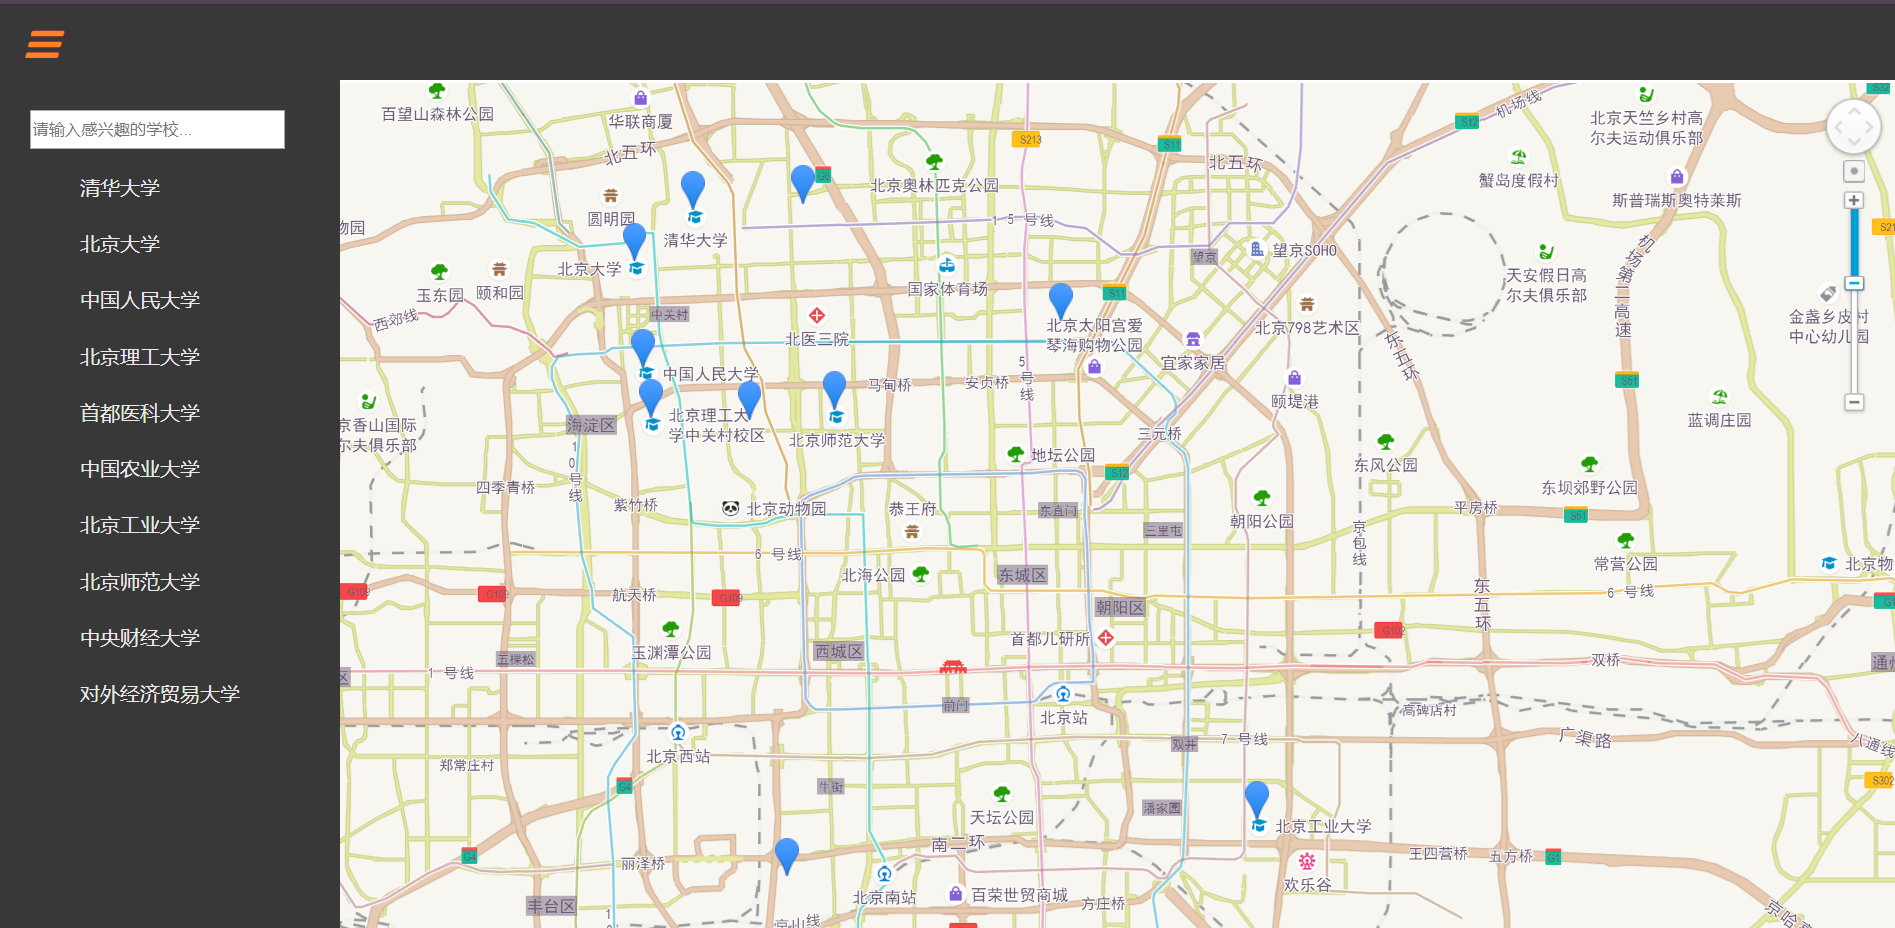 请输入感兴趣的学校...
清华大学
北京大学
中国人民大学
北京理工大学
首都医科大学
中国农业大学
北京工业大学
北京师范大学
中央财经大学
对外经济贸易大学
百望山森林公园
华联商厦
北五环
S213
S11
S12
机场线
北京天竺乡村高
尔夫运动俱乐部
S32
G6
北京奥林匹克公园
北五环
蟹岛度假村
斯普瑞斯奥特莱斯
圆明园
清华大学
15号线
物园
北京大学
望京
望京SOHO
机场第二高速
天安假日高
尔夫俱乐部
玉东园
颐和园
国家体育场
S11
西郊线
中关村
北医三院
北京太阳宫爱
琴海购物公园
北京798艺术区
金盏乡皮村
中心幼儿园
东五环
宜家家居
5号线
中国人民大学
马甸桥
安贞桥
颐堤港
S51
京香山国际
尔夫俱乐部
海淀区
北京理工大
学中关村校区
北京师范大学
三元桥
蓝调庄园
10号线
地坛公园
S12
东风公园
四季青桥
紫竹桥
北京动物园
恭王府
东直门
三里屯
朝阳公园
京包线
平房桥
东坝郊野公园
S51
6号线
北海公园
东城区
常营公园
北京物
G109
G109
航天桥
G109
朝阳区
东五环
6号线
首都儿研所
G102
玉渊潭公园
西城区
五棵松
1号线
双桥
通州
区
前门
北京站
高碑店村
北京西站
双井
7号线
广渠路
八通线
郑常庄村
G4
牛街
天坛公园
潘家园
S302
北京工业大学
南二环
G4
丽泽桥
王四营桥
五方桥
G1
欢乐谷
北京南站
百荣世贸商城
方庄桥
丰台区
京山线
京哈高